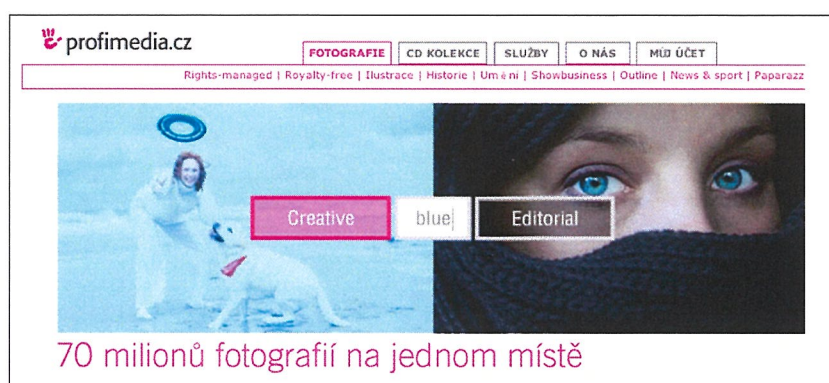 profimedia.cz
FOTOGRAFIE CD KOLEKCE SLUŽBY O NÁS MŮJ ÚČET
Rights-managed | Royalty-free | Ilustrace | Historie | Umění | Showbusiness | Outline | News & sport | Paparazz
Creative blue Editorial
70 milionů fotografií na jednom místě